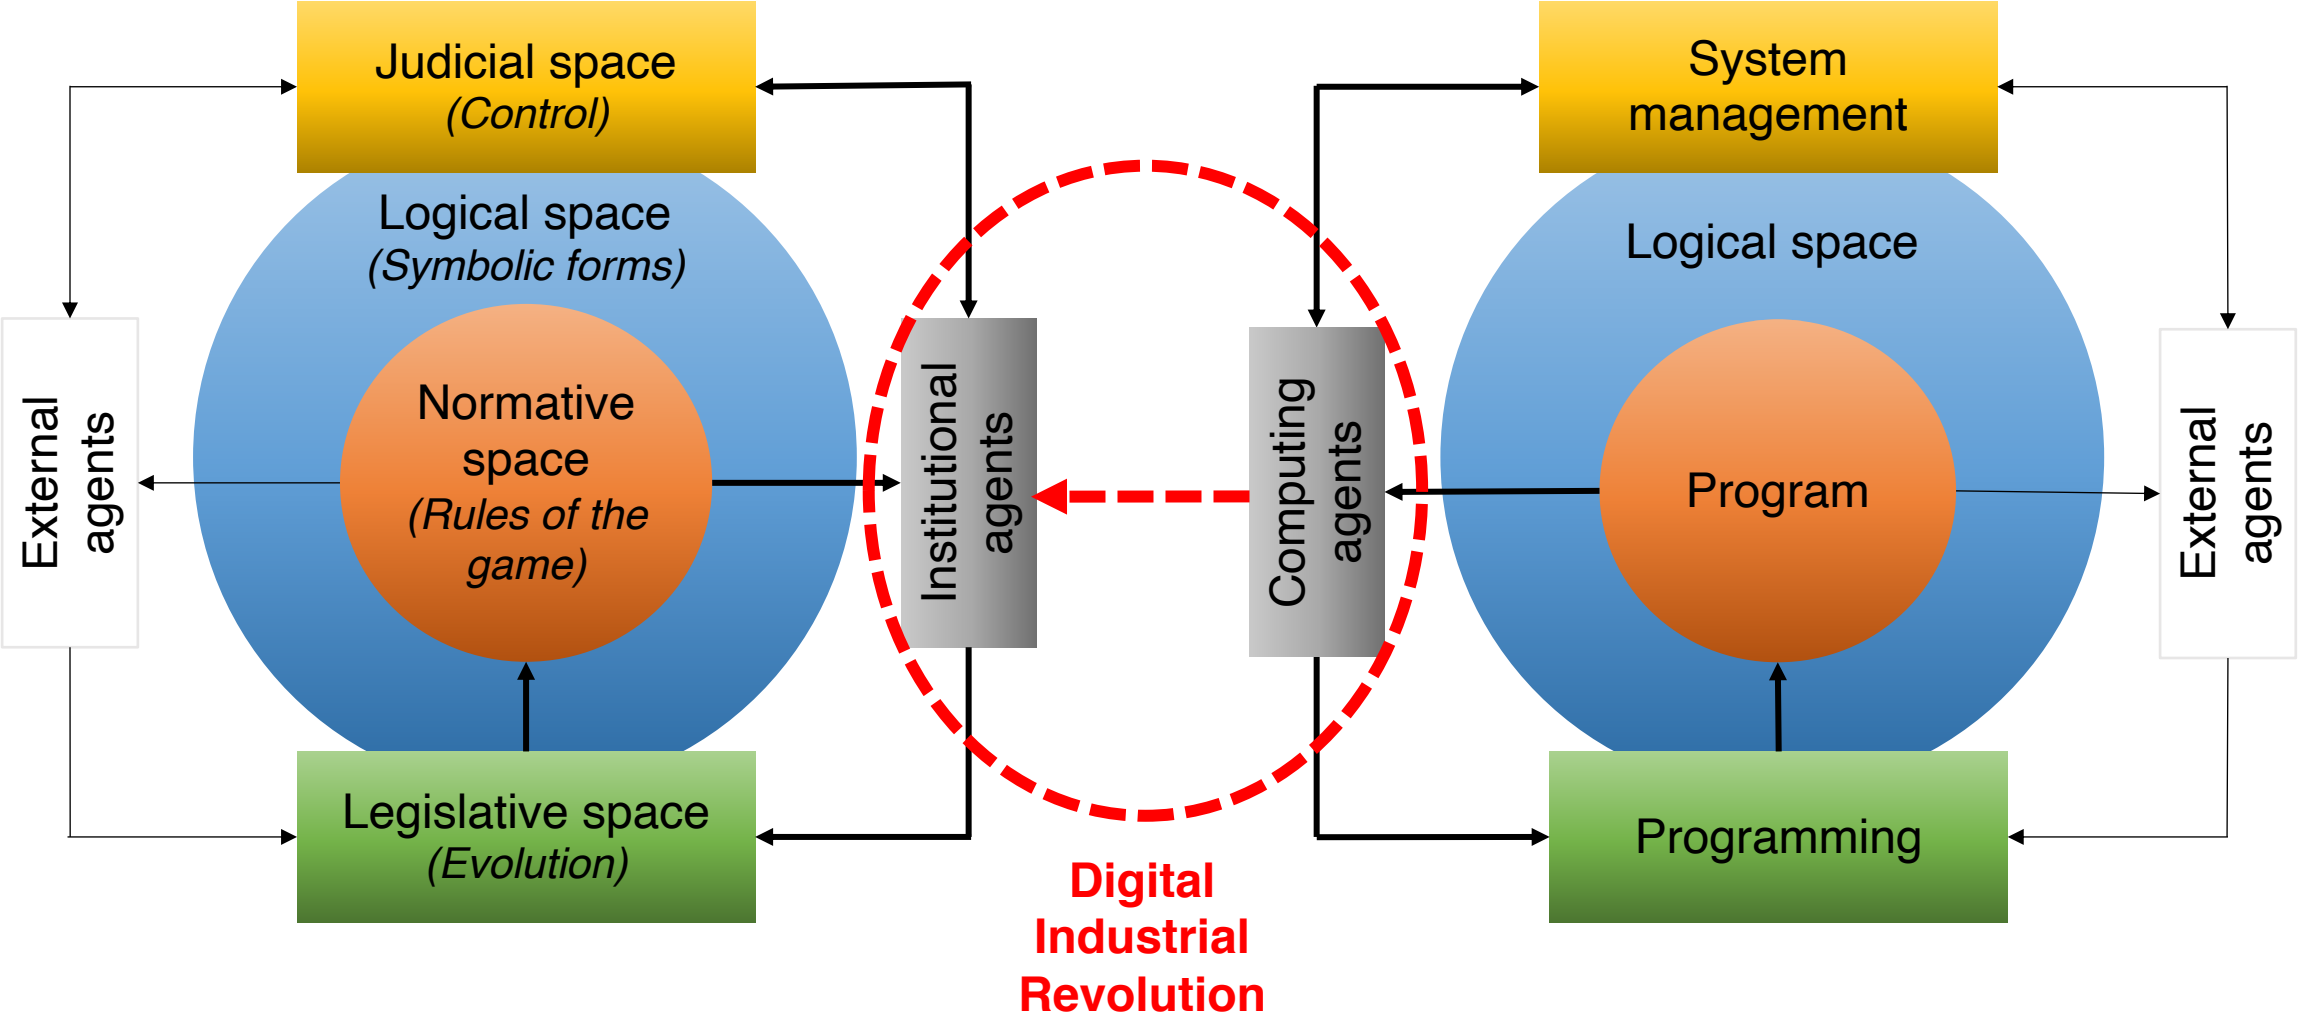 Judicial space
(Control)
Logical space
(Symbolic forms)
Normative
space
(Rules of the
game)
External
agents
Institutional
agents
Legislative space
(Evolution)
System
management
Logical space
Program
Computing
agents
External
agents
Programming
Digital
Industrial
Revolution